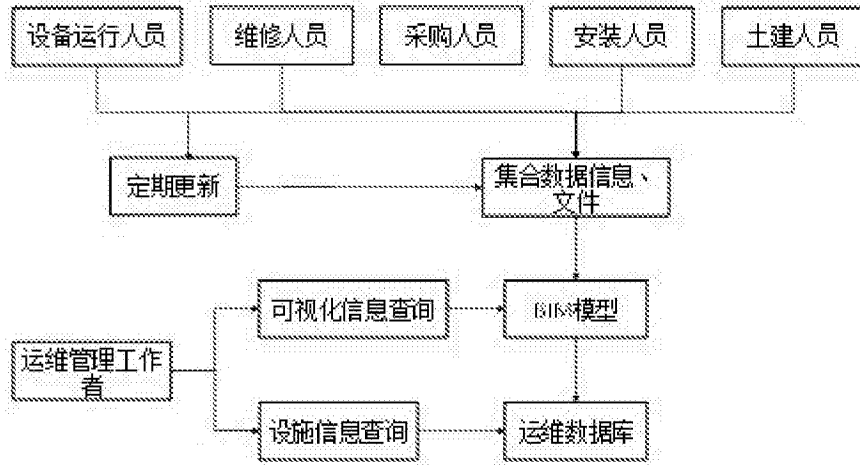 设备运行人员
维修人员
采购人员
安装人员
土建人员
定期更新
集合数据信息、
文件
可视化信息查询
BIM模型
运维管理工作
者
设施信息查询
运维数据库